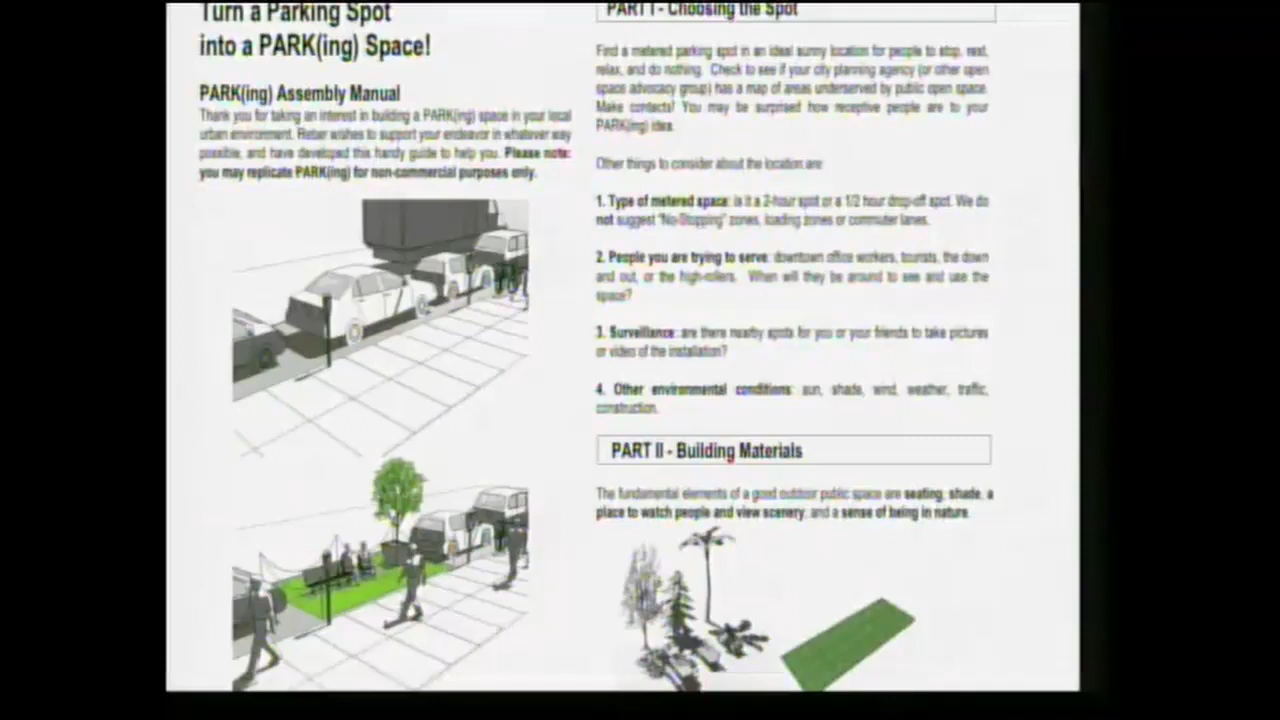 Turn a Parking Spot
into a PARK(ing) Space!
PARK(ing) Assembly Manual
Thank you for taking an interest in building a PARK(ing) space in your local
urban environment. Rebar wishes to support your endeavor in whatever way
possible, and have developed this handy guide to help you. Please note:
you may replicate PARK(ing) for non-commercial purposes only.
PART I - Choosing the Spot
Find a metered parking spot in an ideal sunny location for people to stop, rest,
relax, and do nothing. Check to see if your city planning agency (or other open
space advocacy group) has a map of areas underserved by public open space.
Make contacts! You may be surprised how receptive people are to your
PARK(ing) idea.
Other things to consider about the location are:
1. Type of metered space: is it a 2-hour spot or a 1/2 hour drop-off spot. We do
not suggest "No-Stopping" zones, loading zones or commuter lanes.
2. People you are trying to serve: downtown office workers, tourists, the down
and out, or the high-rollers. When will they be around to see and use the
space?
3. Surveillance: are there nearby spots for you or your friends to take pictures
or video of the installation?
4. Other environmental conditions: sun, shade, wind, weather, traffic,
construction.
PART II - Building Materials
The fundamental elements of a good outdoor public space are seating, shade, a
place to watch people and view scenery, and a sense of being in nature.